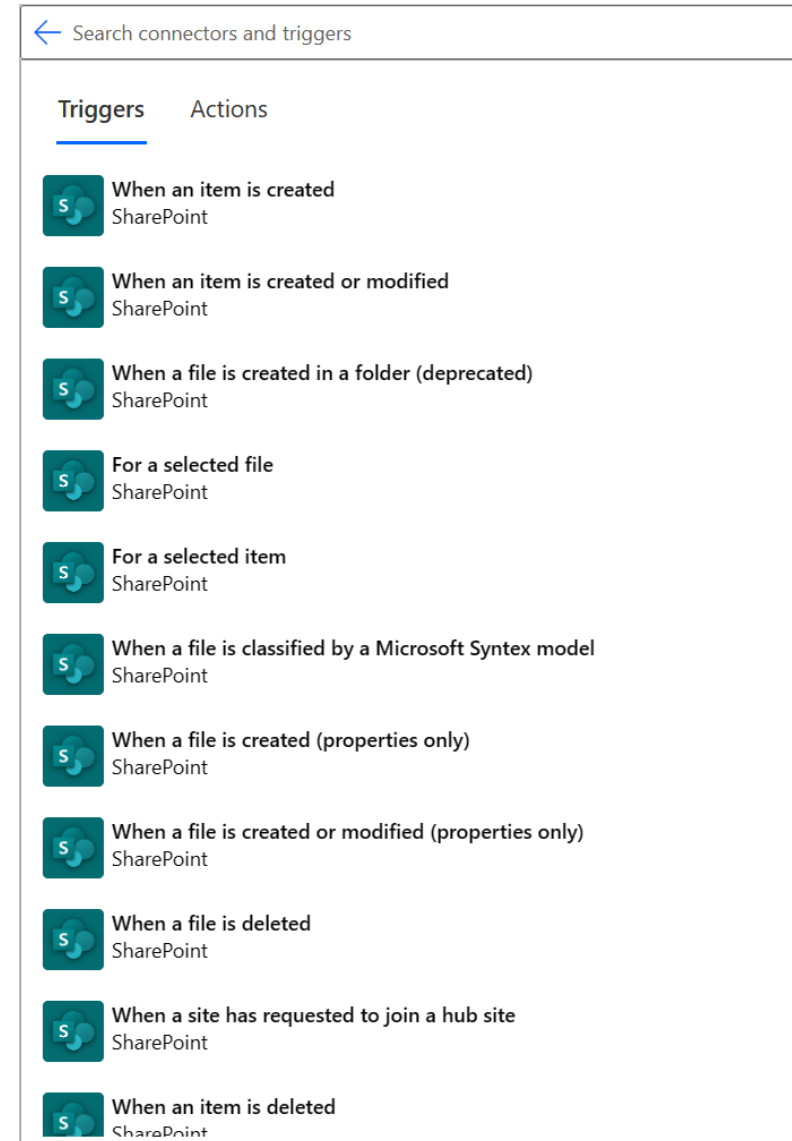 Search connectors and triggers
Triggers Actions
When an item is created
SharePoint
When an item is created or modified
SharePoint
When a file is created in a folder (deprecated)
SharePoint
For a selected file
SharePoint
For a selected item
SharePoint
When a file is classified by a Microsoft Syntex model
SharePoint
When a file is created (properties only)
SharePoint
When a file is created or modified (properties only)
SharePoint
When a file is deleted
SharePoint
When a site has requested to join a hub site
SharePoint
When an item is deleted
SharePoint